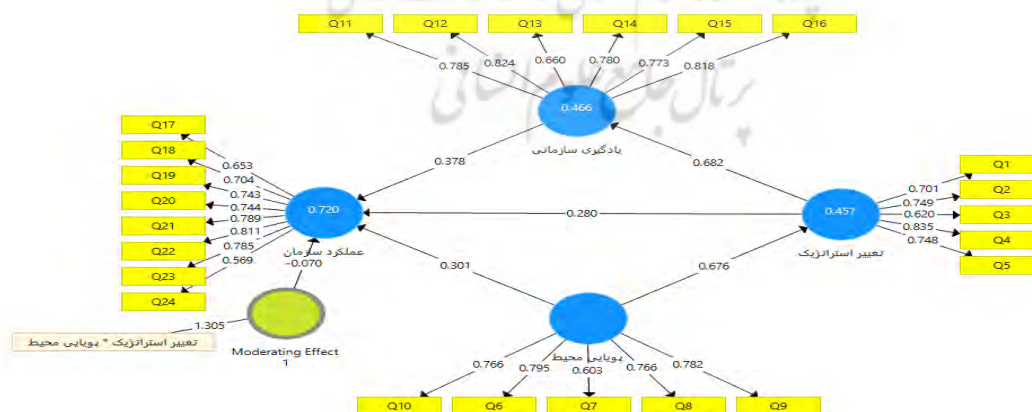 Q11 Q12 Q13 Q14 Q15 Q16
پرتال جامع علوم انسانی
0.785 0.824 0.660 0.780 0.773 0.818
0.466
یادگیری سازمانی
Q17
Q18
Q19
Q20
Q21
Q22
Q23
Q24
0.653
0.704
0.743
0.744
0.789
0.811
0.785
0.569
0.720
عملکرد سازمان
0.378
0.682
0.280
0.301
0.676
-0.070
0.457
تغییر استراتژیک
Q1
Q2
Q3
Q4
Q5
0.701
0.749
0.620
0.835
0.748
1.305
تغییر استراتژیک * پویایی محیط
Moderating Effect
1
پویایی محیط
0.766 0.795 0.603 0.766 0.782
Q10 Q6 Q7 Q8 Q9